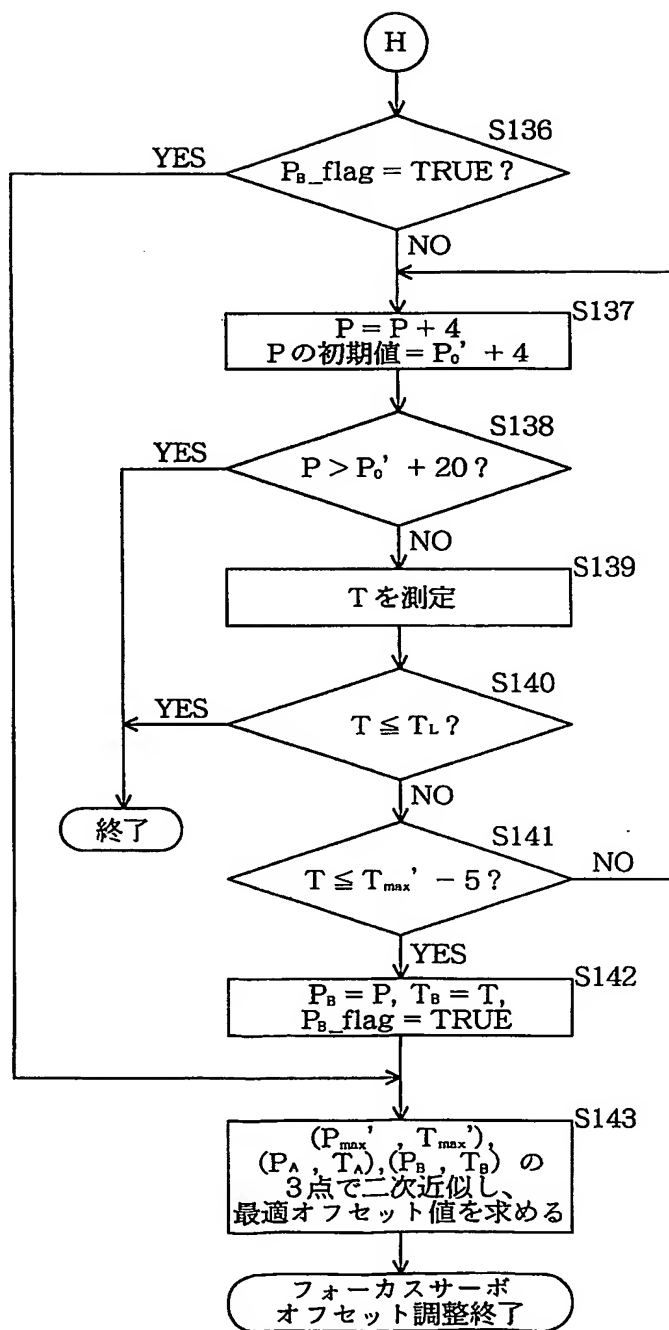 H
S136
YES
P_B_flag = TRUE ?
NO
S137
P = P + 4
Pの初期値 = P₀' + 4
S138
YES
P > P₀' + 20 ?
NO
S139
Tを測定
S140
YES
T ≦ T_L ?
NO
終了
S141
T ≦ T_max' − 5 ?
NO
YES
S142
P_B = P, T_B = T,
P_B_flag = TRUE
S143
(P_max' , T_max'),
(P_A , T_A),(P_B , T_B) の
3点で二次近似し、
最適オフセット値を求める
フォーカスサーボ
オフセット調整終了